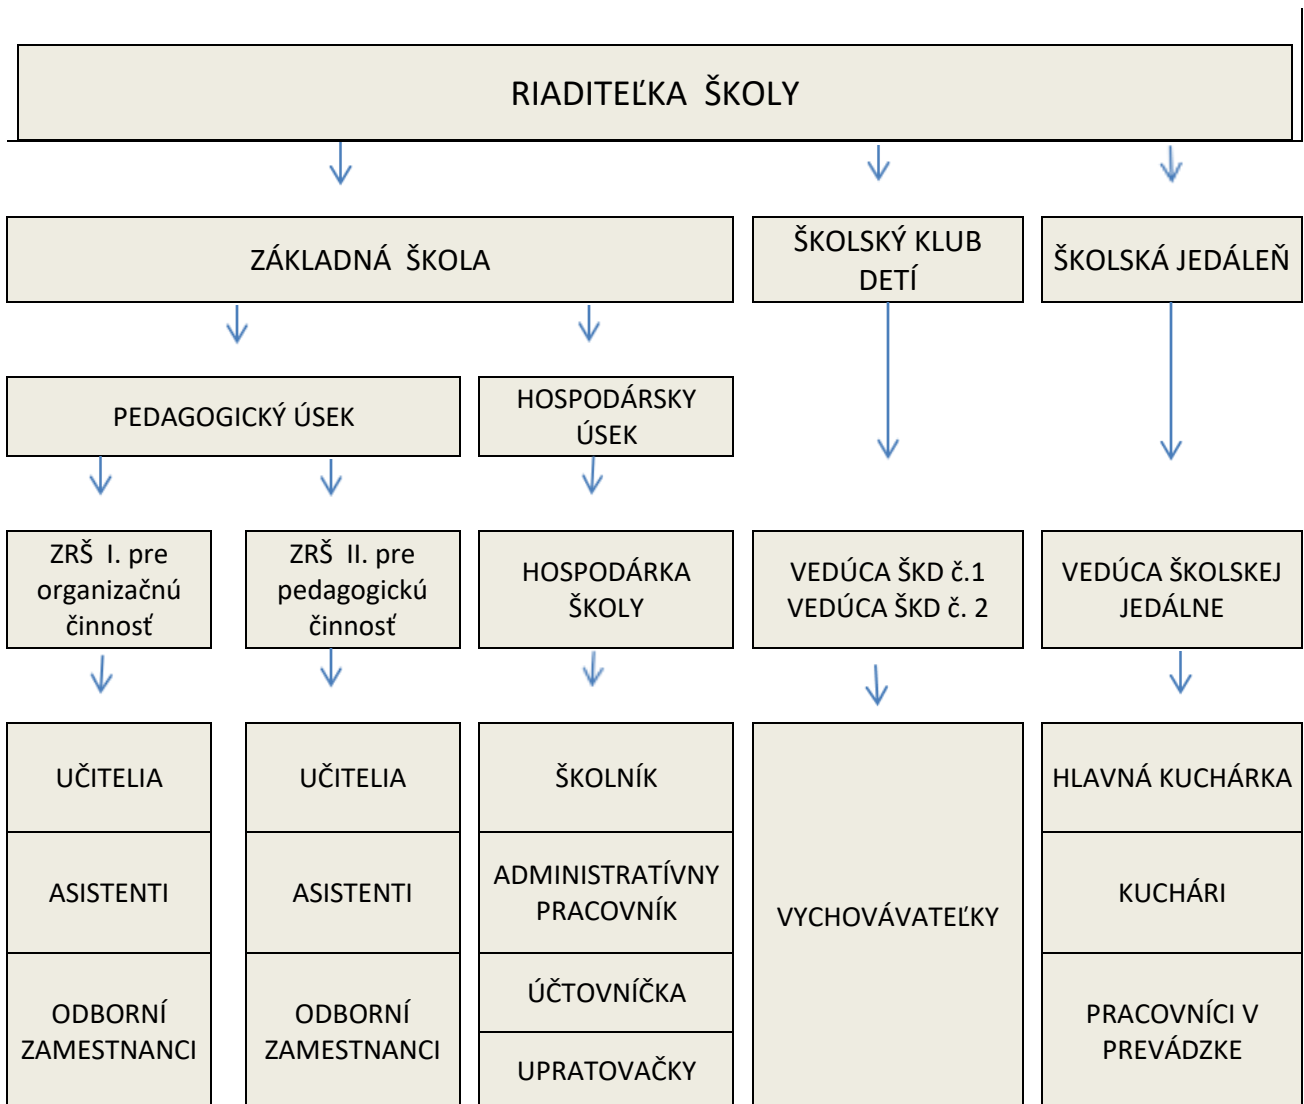 RIADITEĽKA ŠKOLY
ZÁKLADNÁ ŠKOLA
ŠKOLSKÝ KLUB
DETÍ
ŠKOLSKÁ JEDÁLEŇ
PEDAGOGICKÝ ÚSEK
HOSPODÁRSKY
ÚSEK
ZRŠ I. pre
organizačnú
činnosť
ZRŠ II. pre
pedagogickú
činnosť
HOSPODÁRKA
ŠKOLY
VEDÚCA ŠKD č.1
VEDÚCA ŠKD č. 2
VEDÚCA ŠKOLSKEJ
JEDÁLNE
UČITELIA
ASISTENTI
ODBORNÍ
ZAMESTNANCI
UČITELIA
ASISTENTI
ODBORNÍ
ZAMESTNANCI
ŠKOLNÍK
ADMINISTRATÍVNY
PRACOVNÍK
ÚČTOVNÍČKA
UPRATOVAČKY
VYCHOVÁVATEĽKY
HLAVNÁ KUCHÁRKA
KUCHÁRI
PRACOVNÍCI V
PREVÁDZKE